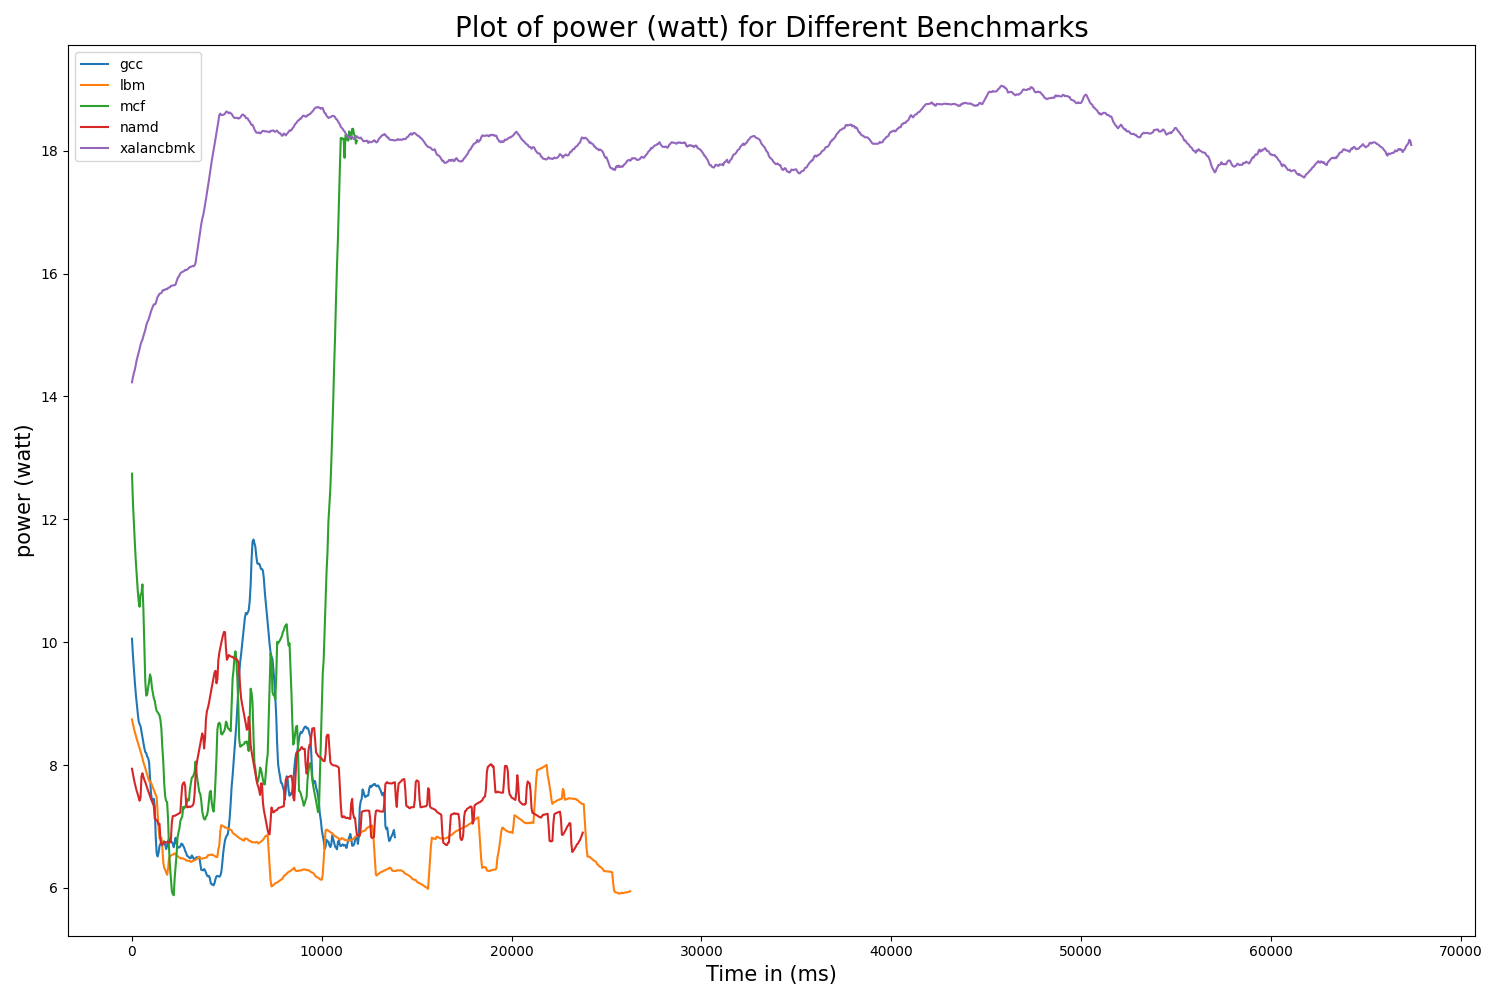 Plot of power (watt) for Different Benchmarks
gcc
lbm
mcf
namd
xalancbmk
power (watt)
18
16
14
12
10
8
6
0 10000 20000 30000 40000 50000 60000 70000
Time in (ms)